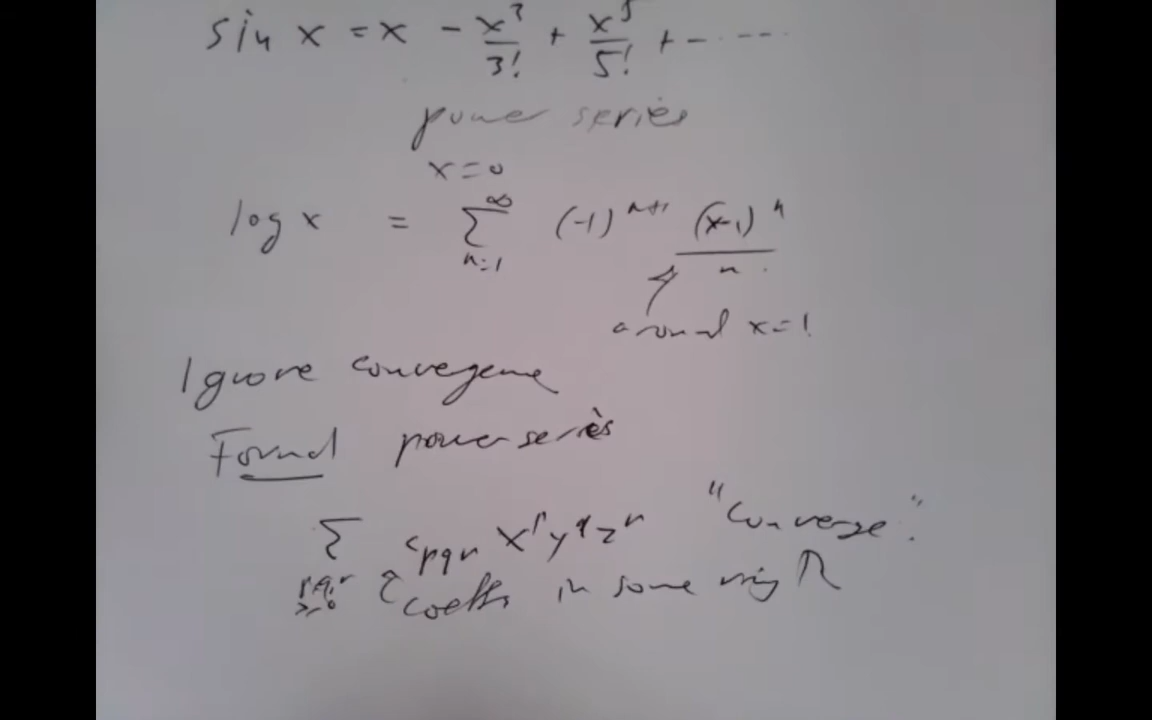 sin x = x - x³/3! + x⁵/5! + - ....
power series
x=0
log x = ∑_{n=1}^{∞} (-1)^{n+1} (x-1)^n / n
around x=1
Ignore convergence
Formal power series
∑_{p,q,r ≥0} c_{pqr} x^p y^q z^r "Converge".
coeffs in some ring R